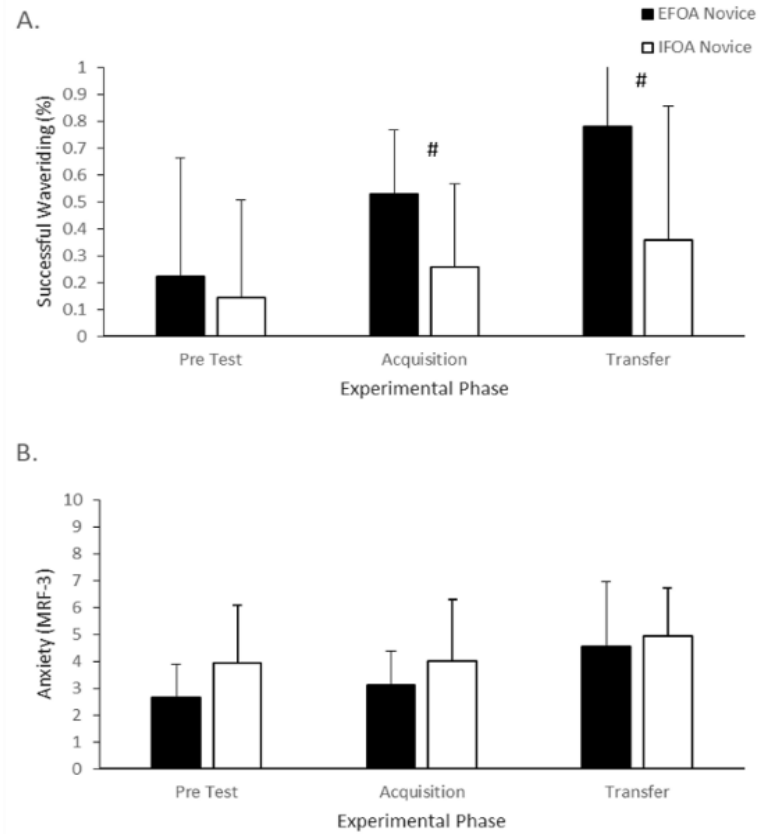 A.
EFOA Novice
IFOA Novice
Successful Waveriding (%)
1
0.9
0.8
0.7
0.6
0.5
0.4
0.3
0.2
0.1
0
#
#
Pre Test Acquisition Transfer
Experimental Phase
B.
Anxiety (MRF-3)
10
9
8
7
6
5
4
3
2
1
0
Pre Test Acquisition Transfer
Experimental Phase